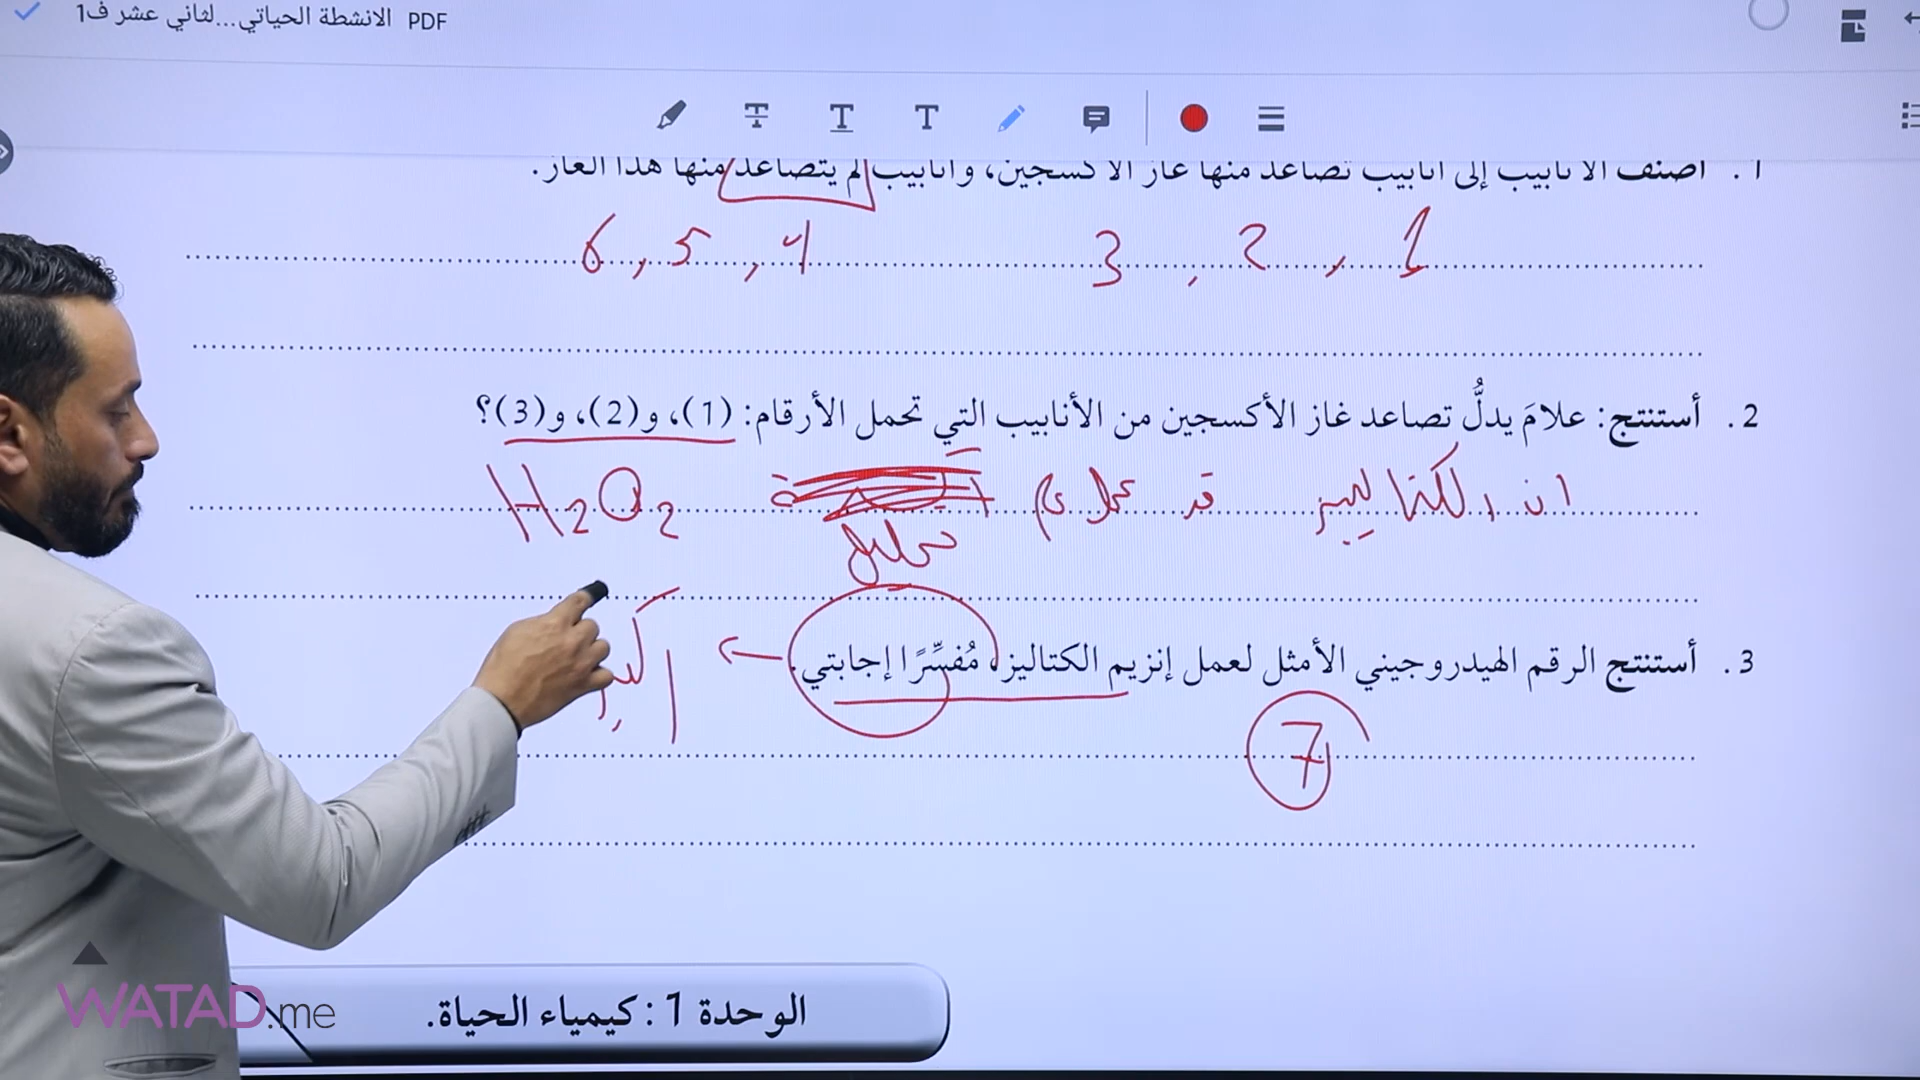 الانشطة الحياتي...لثاني عشر ف1 PDF
1. أصنف الأنابيب إلى أنابيب تصاعد منها غاز الأكسجين، وأنابيب لم يتصاعد منها هذا الغاز.
1 , 2 , 3 4 , 5 , 6
2. أستنتج: علامَ يدلُّ تصاعد غاز الأكسجين من الأنابيب التي تحمل الأرقام: (1)، و(2)، و(3)؟
ان الكتاليز قد عمل على H2O2
تحليل
3. أستنتج الرقم الهيدروجيني الأمثل لعمل إنزيم الكتاليز، مُفسِّرًا إجابتي.
7
الوحدة 1 : كيمياء الحياة.
WATAD.me